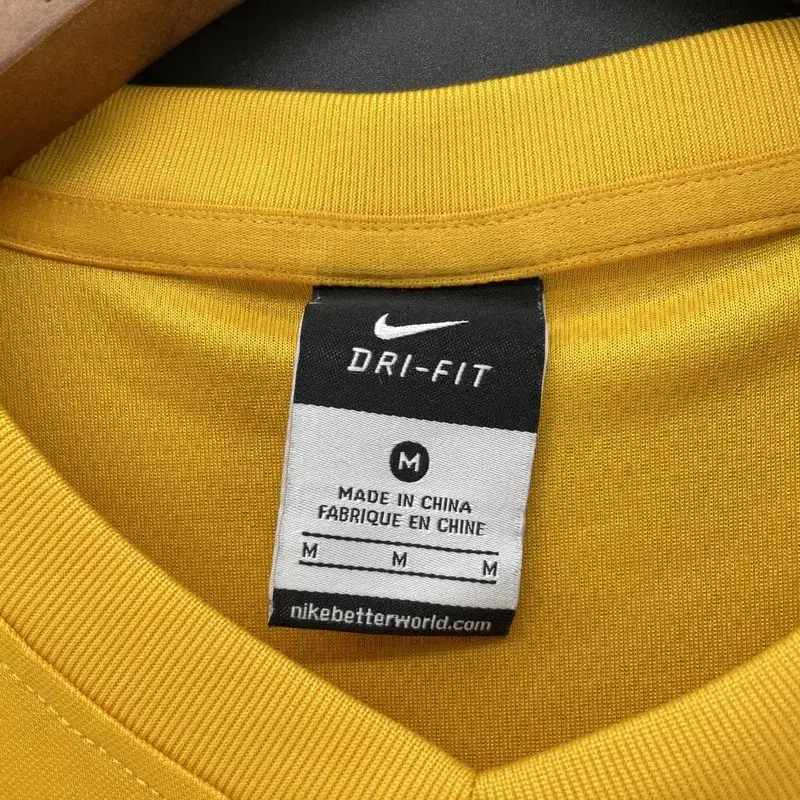 DRI-FIT
M
MADE IN CHINA
FABRIQUE EN CHINE
M M M
nikebetterworld.com